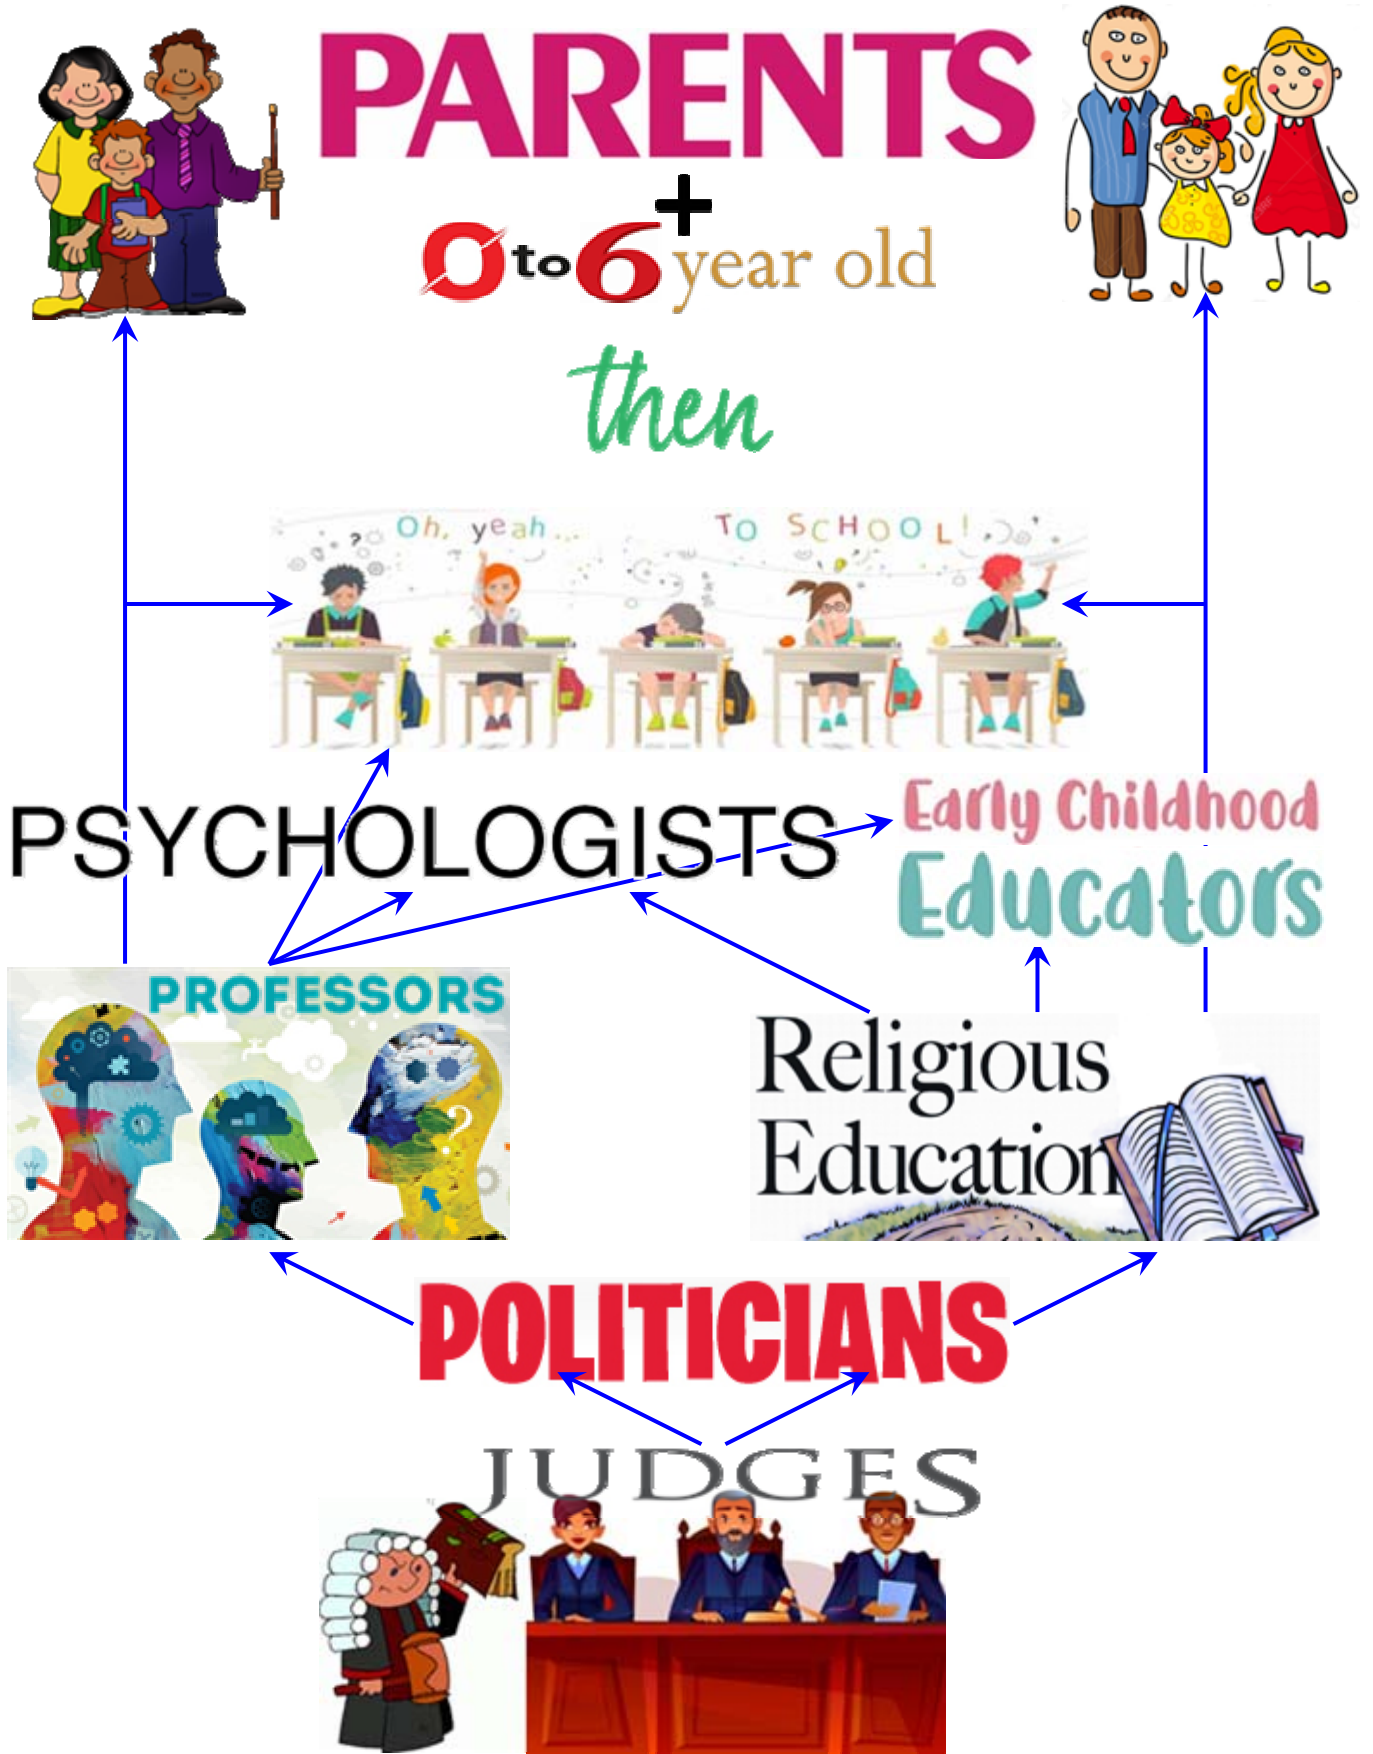 PARENTS
+
0 to 6 year old
then
Oh, yeah... TO SCHOOL!
PSYCHOLOGISTS
Early Childhood
Educators
PROFESSORS
Religious
Education
POLITICIANS
JUDGES